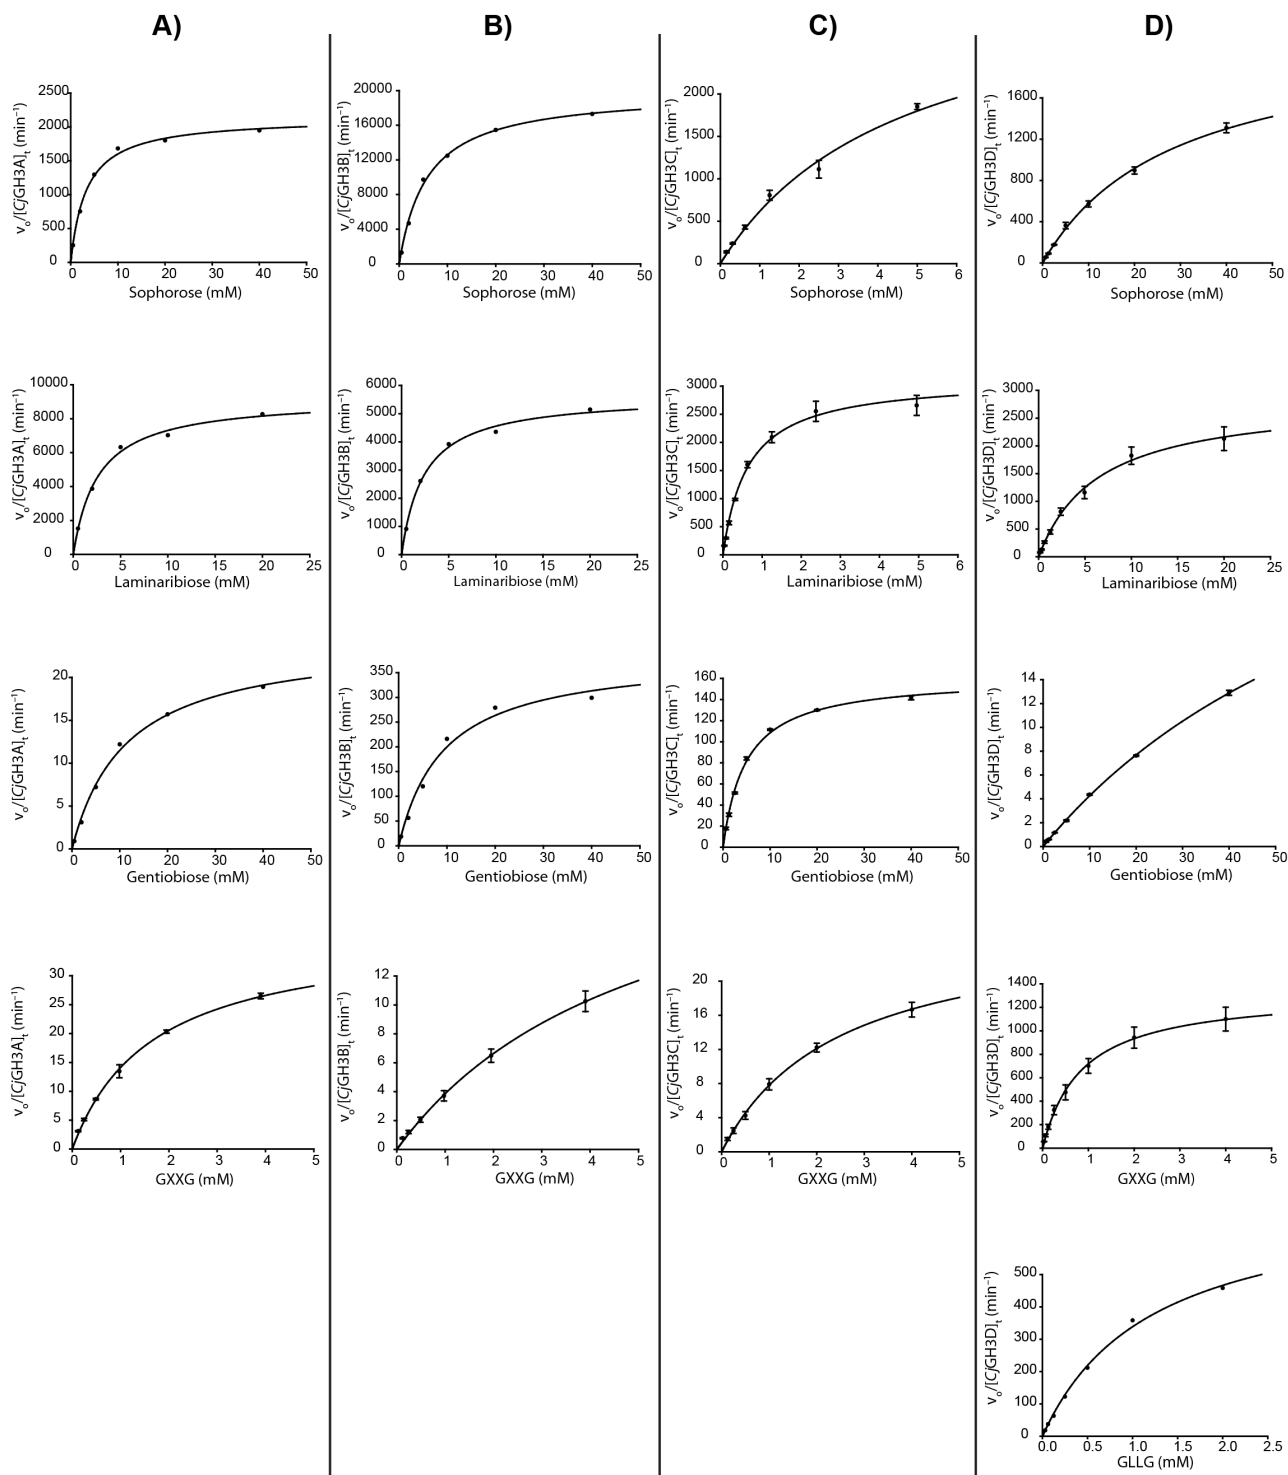 A)
B)
C)
D)
v₀/[CjGH3A]ₜ (min⁻¹)
2500
2000
1500
1000
500
0
0 10 20 30 40 50
Sophorose (mM)
v₀/[CjGH3B]ₜ (min⁻¹)
20000
16000
12000
8000
4000
0
0 10 20 30 40 50
Sophorose (mM)
v₀/[CjGH3C]ₜ (min⁻¹)
2000
1500
1000
500
0
0 1 2 3 4 5 6
Sophorose (mM)
v₀/[CjGH3D]ₜ (min⁻¹)
1600
1200
800
400
0
0 10 20 30 40 50
Sophorose (mM)
v₀/[CjGH3A]ₜ (min⁻¹)
10000
8000
6000
4000
2000
0
0 5 10 15 20 25
Laminaribiose (mM)
v₀/[CjGH3B]ₜ (min⁻¹)
6000
5000
4000
3000
2000
1000
0
0 5 10 15 20 25
Laminaribiose (mM)
v₀/[CjGH3C]ₜ (min⁻¹)
3000
2500
2000
1500
1000
500
0
0 1 2 3 4 5 6
Laminaribiose (mM)
v₀/[CjGH3D]ₜ (min⁻¹)
3000
2500
2000
1500
1000
500
0
0 5 10 15 20 25
Laminaribiose (mM)
v₀/[CjGH3A]ₜ (min⁻¹)
20
15
10
5
0
0 10 20 30 40 50
Gentiobiose (mM)
v₀/[CjGH3B]ₜ (min⁻¹)
350
300
250
200
150
100
50
0
0 10 20 30 40 50
Gentiobiose (mM)
v₀/[CjGH3C]ₜ (min⁻¹)
160
140
120
100
80
60
40
20
0
0 10 20 30 40 50
Gentiobiose (mM)
v₀/[CjGH3D]ₜ (min⁻¹)
14
12
10
8
6
4
2
0
0 10 20 30 40 50
Gentiobiose (mM)
v₀/[CjGH3A]ₜ (min⁻¹)
30
25
20
15
10
5
0
0 1 2 3 4 5
GXXG (mM)
v₀/[CjGH3B]ₜ (min⁻¹)
12
10
8
6
4
2
0
0 1 2 3 4 5
GXXG (mM)
v₀/[CjGH3C]ₜ (min⁻¹)
20
16
12
8
4
0
0 1 2 3 4 5
GXXG (mM)
v₀/[CjGH3D]ₜ (min⁻¹)
1400
1200
1000
800
600
400
200
0
0 1 2 3 4 5
GXXG (mM)
v₀/[CjGH3D]ₜ (min⁻¹)
500
400
300
200
100
0
0.0 0.5 1.0 1.5 2.0 2.5
GLLG (mM)